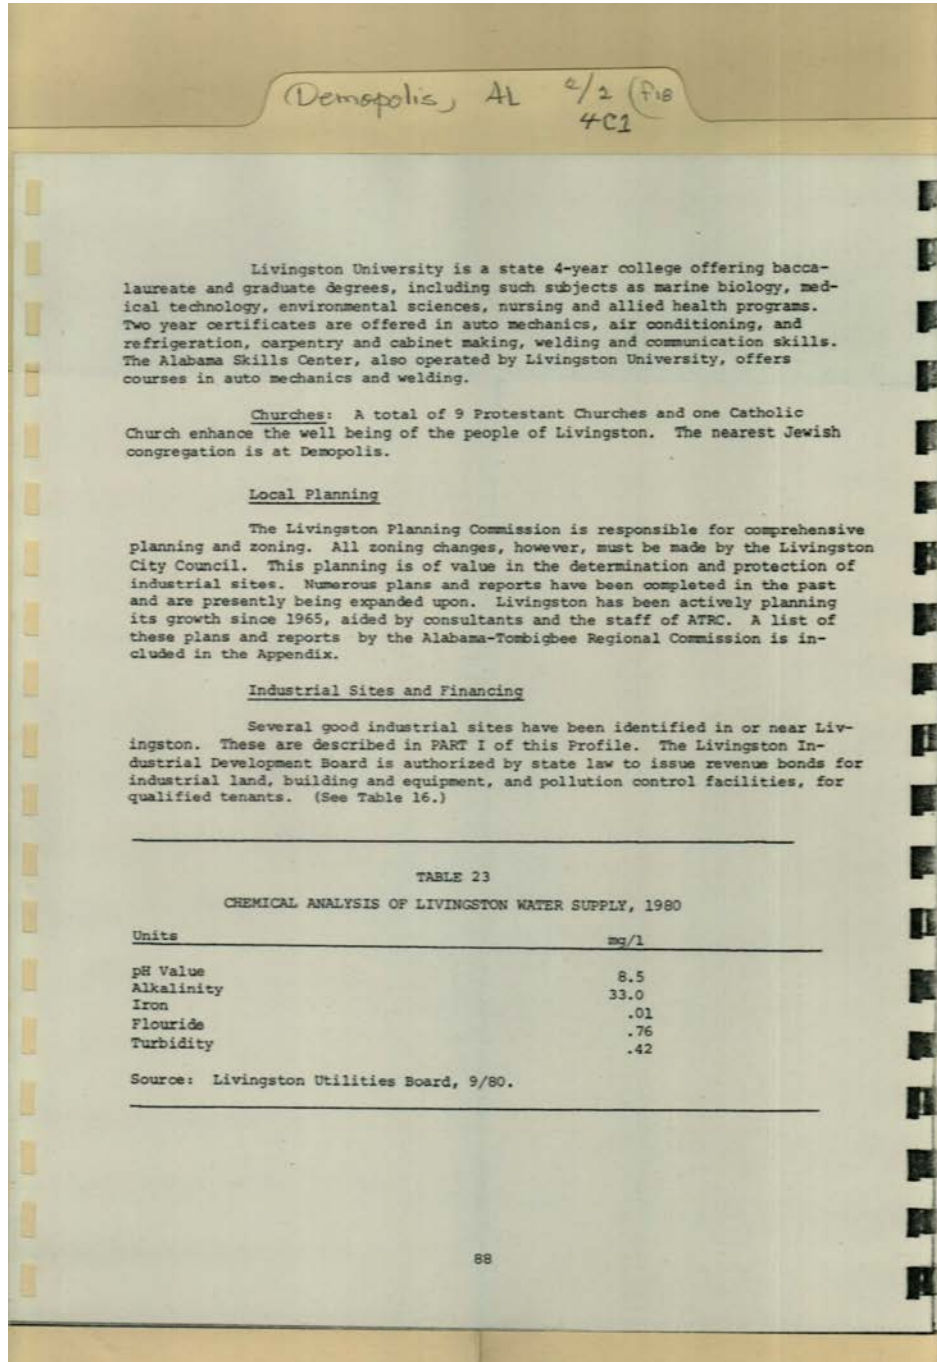 (Demopolis, AL 2/2 (F18
4C1
Livingston University is a state 4-year college offering bacca-
laureate and graduate degrees, including such subjects as marine biology, med-
ical technology, environmental sciences, nursing and allied health programs.
Two year certificates are offered in auto mechanics, air conditioning, and
refrigeration, carpentry and cabinet making, welding and communication skills.
The Alabama Skills Center, also operated by Livingston University, offers
courses in auto mechanics and welding.
Churches: A total of 9 Protestant Churches and one Catholic
Church enhance the well being of the people of Livingston. The nearest Jewish
congregation is at Demopolis.
Local Planning
The Livingston Planning Commission is responsible for comprehensive
planning and zoning. All zoning changes, however, must be made by the Livingston
City Council. This planning is of value in the determination and protection of
industrial sites. Numerous plans and reports have been completed in the past
and are presently being expanded upon. Livingston has been actively planning
its growth since 1965, aided by consultants and the staff of ATRC. A list of
these plans and reports by the Alabama-Tombigbee Regional Commission is in-
cluded in the Appendix.
Industrial Sites and Financing
Several good industrial sites have been identified in or near Liv-
ingston. These are described in PART I of this Profile. The Livingston In-
dustrial Development Board is authorized by state law to issue revenue bonds for
industrial land, building and equipment, and pollution control facilities, for
qualified tenants. (See Table 16.)
TABLE 23
CHEMICAL ANALYSIS OF LIVINGSTON WATER SUPPLY, 1980
Units mg/l
pH Value 8.5
Alkalinity 33.0
Iron .01
Flouride .76
Turbidity .42
Source: Livingston Utilities Board, 9/80.
88